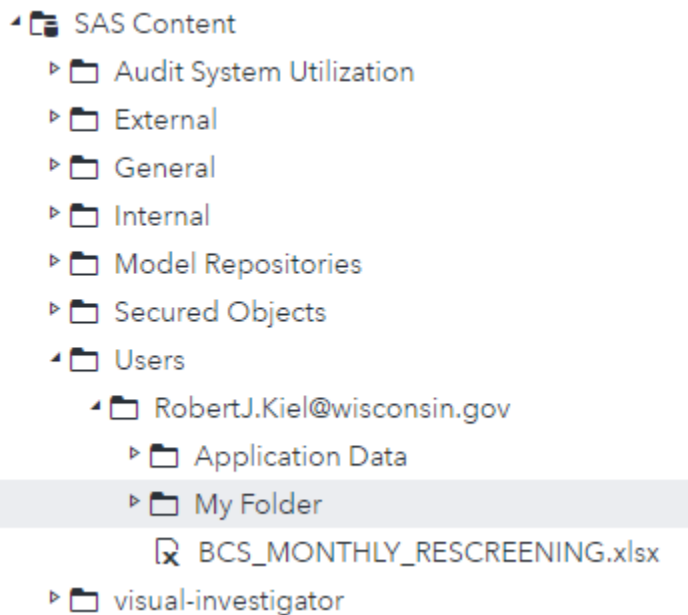 SAS Content
Audit System Utilization
External
General
Internal
Model Repositories
Secured Objects
Users
RobertJ.Kiel@wisconsin.gov
Application Data
My Folder
BCS_MONTHLY_RESCREENING.xlsx
visual-investigator